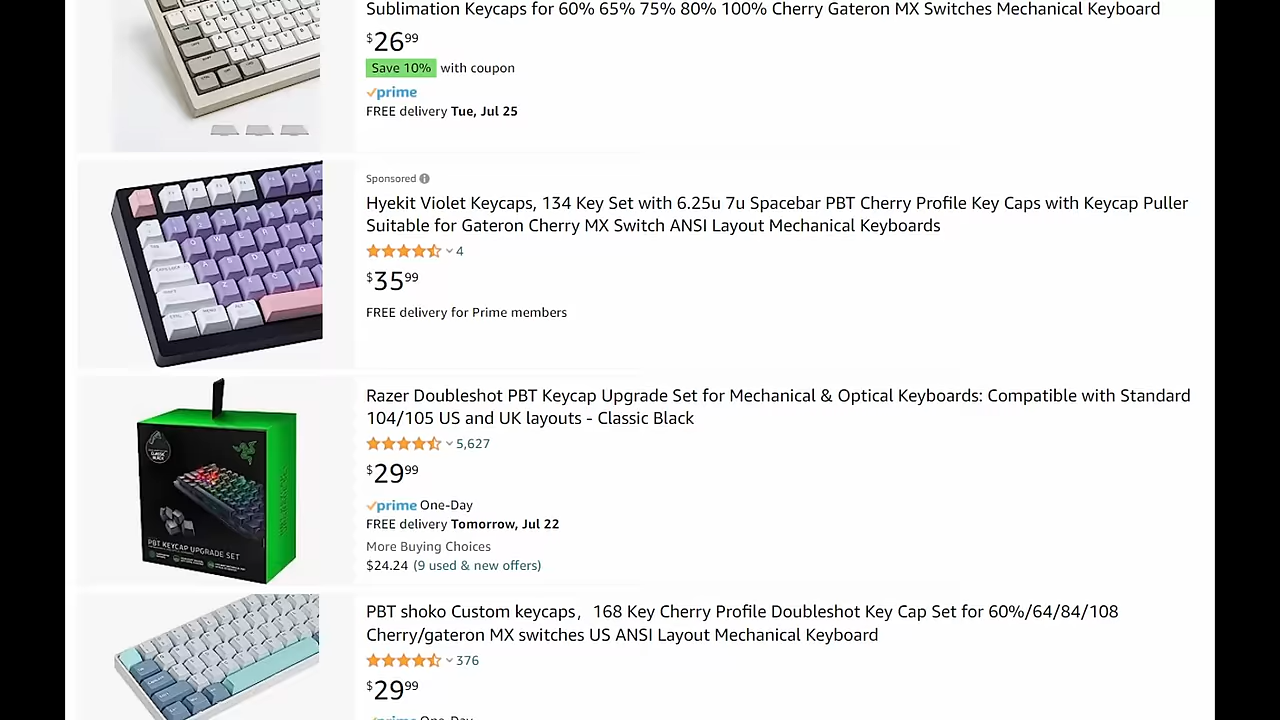 Sublimation Keycaps for 60% 65% 75% 80% 100% Cherry Gateron MX Switches Mechanical Keyboard
$26.99
Save 10% with coupon
prime
FREE delivery Tue, Jul 25
Sponsored
Hyekit Violet Keycaps, 134 Key Set with 6.25u 7u Spacebar PBT Cherry Profile Key Caps with Keycap Puller
Suitable for Gateron Cherry MX Switch ANSI Layout Mechanical Keyboards
4
$35.99
FREE delivery for Prime members
Razer Doubleshot PBT Keycap Upgrade Set for Mechanical & Optical Keyboards: Compatible with Standard
104/105 US and UK layouts - Classic Black
5,627
$29.99
prime One-Day
FREE delivery Tomorrow, Jul 22
More Buying Choices
$24.24 (9 used & new offers)
PBT KEYCAP UPGRADE SET
PBT shoko Custom keycaps，168 Key Cherry Profile Doubleshot Key Cap Set for 60%/64/84/108
Cherry/gateron MX switches US ANSI Layout Mechanical Keyboard
376
$29.99
prime One-Day